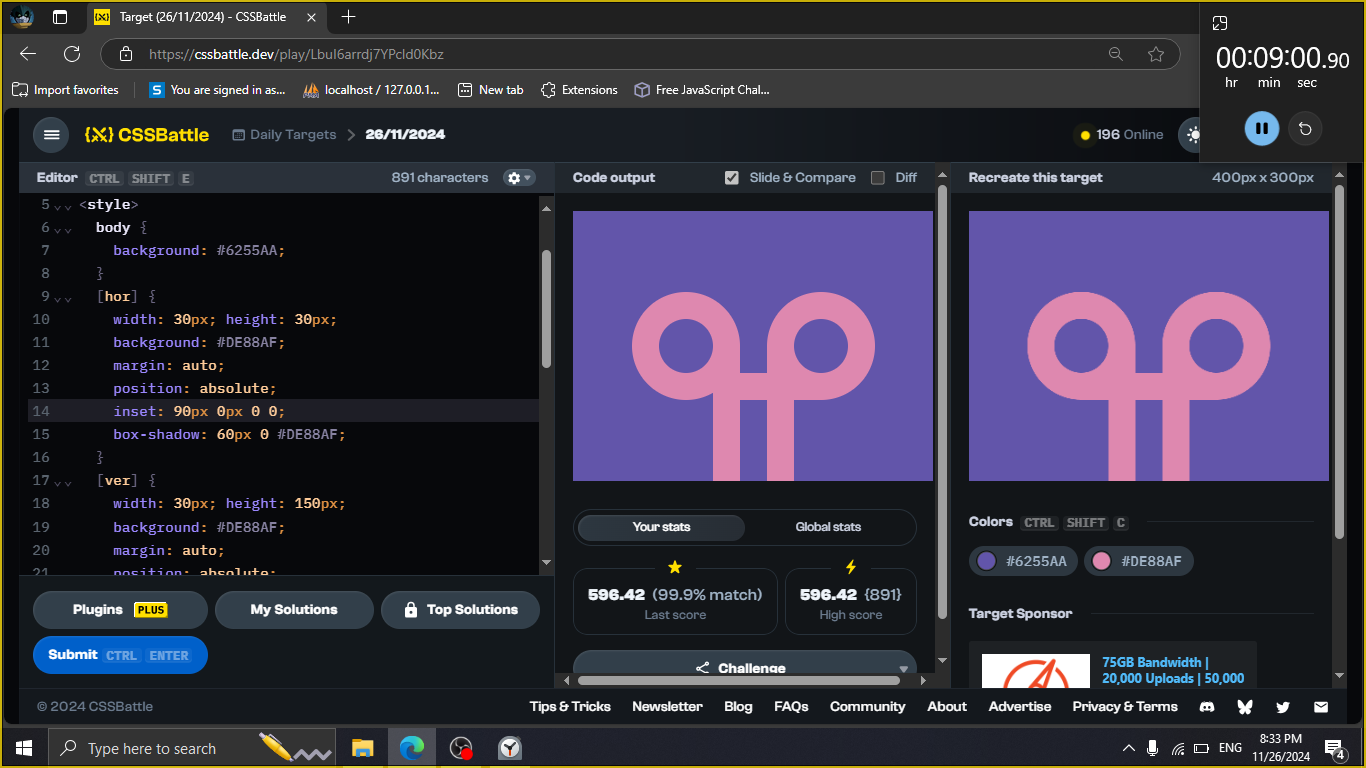 Target (26/11/2024) - CSSBattle
https://cssbattle.dev/play/Lbul6arrdj7YPcId0Kbz
Import favorites
You are signed in as...
localhost / 127.0.0.1...
New tab
Extensions
Free JavaScript Chal...
00:09:00.90
hr min sec
{X} CSSBattle
Daily Targets
26/11/2024
196 Online
Editor CTRL SHIFT E
891 characters
5 <style>
6 body {
7 background: #6255AA;
8 }
9 [hor] {
10 width: 30px; height: 30px;
11 background: #DE88AF;
12 margin: auto;
13 position: absolute;
14 inset: 90px 0px 0 0;
15 box-shadow: 60px 0 #DE88AF;
16 }
17 [ver] {
18 width: 30px; height: 150px;
19 background: #DE88AF;
20 margin: auto;
21 position: absolute;
Plugins PLUS
My Solutions
Top Solutions
Submit CTRL ENTER
Code output
Slide & Compare
Diff
Your stats
Global stats
596.42 (99.9% match)
Last score
596.42 {891}
High score
Challenge
Recreate this target
400px x 300px
Colors CTRL SHIFT C
#6255AA
#DE88AF
Target Sponsor
75GB Bandwidth |
20,000 Uploads | 50,000
© 2024 CSSBattle
Tips & Tricks
Newsletter
Blog
FAQs
Community
About
Advertise
Privacy & Terms
Type here to search
ENG
8:33 PM
11/26/2024
4